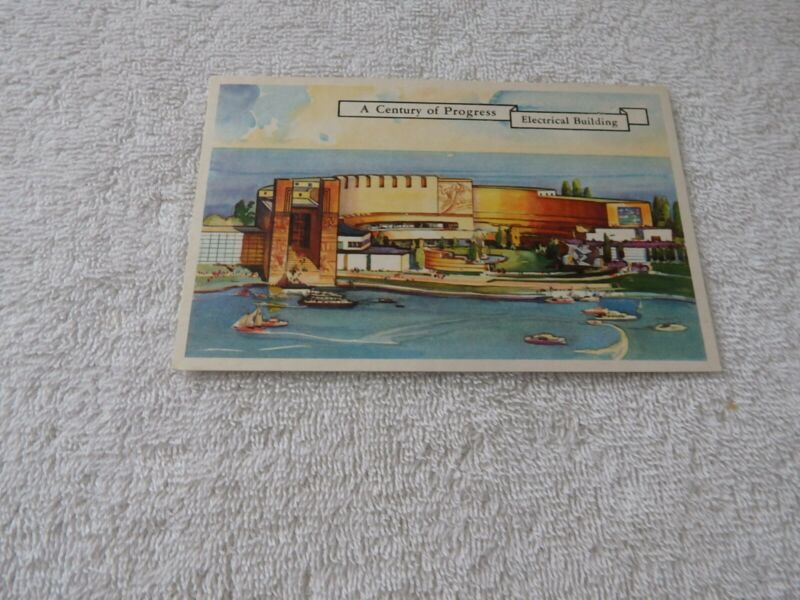 A Century of Progress
Electrical Building